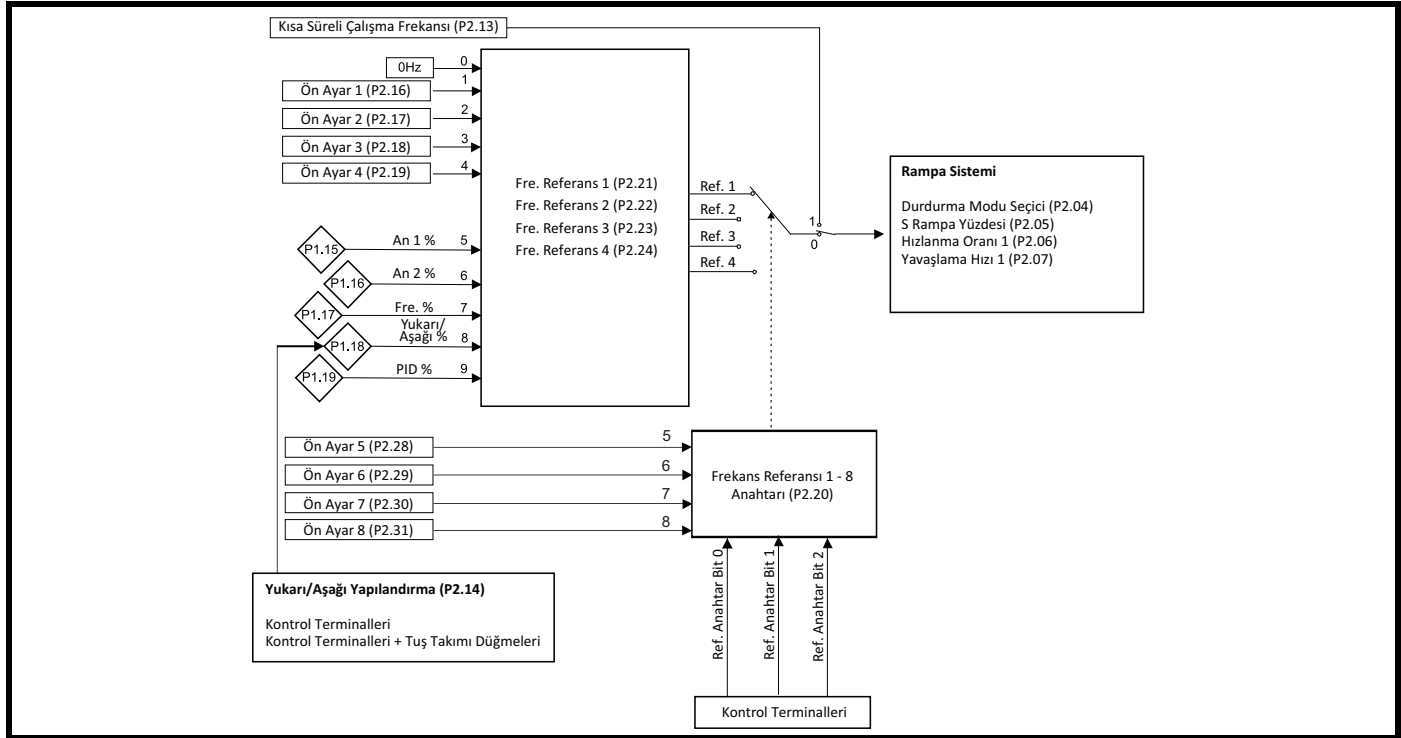 Kısa Süreli Çalışma Frekansı (P2.13)
0Hz
0
Ön Ayar 1 (P2.16)
1
Ön Ayar 2 (P2.17)
2
Ön Ayar 3 (P2.18)
3
Ön Ayar 4 (P2.19)
4
P1.15
An 1 %
5
P1.16
An 2 %
6
P1.17
Fre. %
7
P1.18
Yukarı/
Aşağı %
8
P1.19
PID %
9
Fre. Referans 1 (P2.21)
Fre. Referans 2 (P2.22)
Fre. Referans 3 (P2.23)
Fre. Referans 4 (P2.24)
Ref. 1
Ref. 2
Ref. 3
Ref. 4
1
0
Rampa Sistemi
Durdurma Modu Seçici (P2.04)
S Rampa Yüzdesi (P2.05)
Hızlanma Oranı 1 (P2.06)
Yavaşlama Hızı 1 (P2.07)
Ön Ayar 5 (P2.28)
5
Ön Ayar 6 (P2.29)
6
Ön Ayar 7 (P2.30)
7
Ön Ayar 8 (P2.31)
8
Frekans Referansı 1 - 8
Anahtarı (P2.20)
Ref. Anahtar Bit 0
Ref. Anahtar Bit 1
Ref. Anahtar Bit 2
Yukarı/Aşağı Yapılandırma (P2.14)
Kontrol Terminalleri
Kontrol Terminalleri + Tuş Takımı Düğmeleri
Kontrol Terminalleri